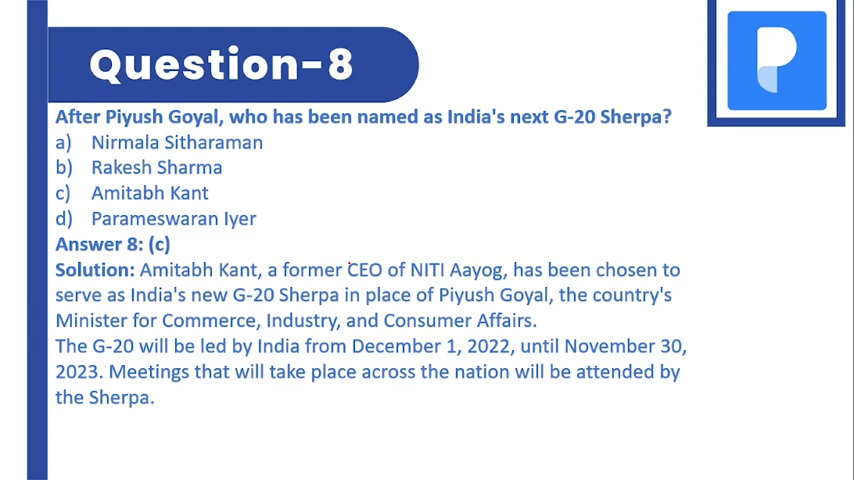 Question-8
After Piyush Goyal, who has been named as India's next G-20 Sherpa?
a) Nirmala Sitharaman
b) Rakesh Sharma
c) Amitabh Kant
d) Parameswaran Iyer
Answer 8: (c)
Solution: Amitabh Kant, a former CEO of NITI Aayog, has been chosen to
serve as India's new G-20 Sherpa in place of Piyush Goyal, the country's
Minister for Commerce, Industry, and Consumer Affairs.
The G-20 will be led by India from December 1, 2022, until November 30,
2023. Meetings that will take place across the nation will be attended by
the Sherpa.